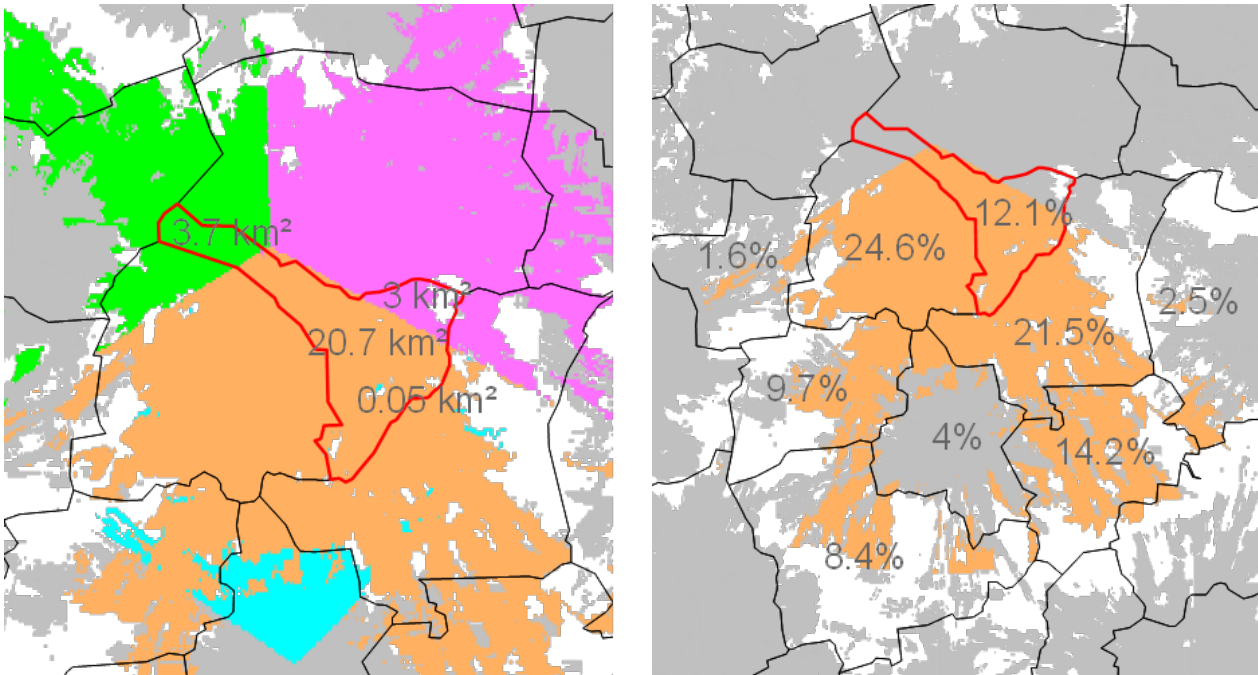 3.7 km²
3 km²
20.7 km²
0.05 km²
12.1%
24.6%
1.6%
2.5%
21.5%
9.7%
4%
14.2%
8.4%